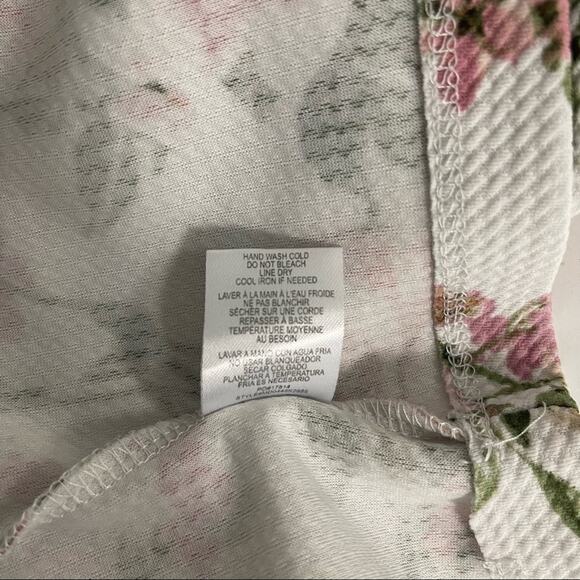 HAND WASH COLD
DO NOT BLEACH
LINE DRY
COOL IRON IF NEEDED
LAVER À LA MAIN À L'EAU FROIDE
NE PAS BLANCHIR
SÉCHER SUR UNE CORDE
REPASSER À BASSE
TEMPERATURE MOYENNE
AU BESOIN
LAVAR A MANO CON AGUA FRIA
NO USAR BLANQUEADOR
SECAR COLGADO
PLANCHAR A TEMPERATURA
FRIA ES NECESARIO